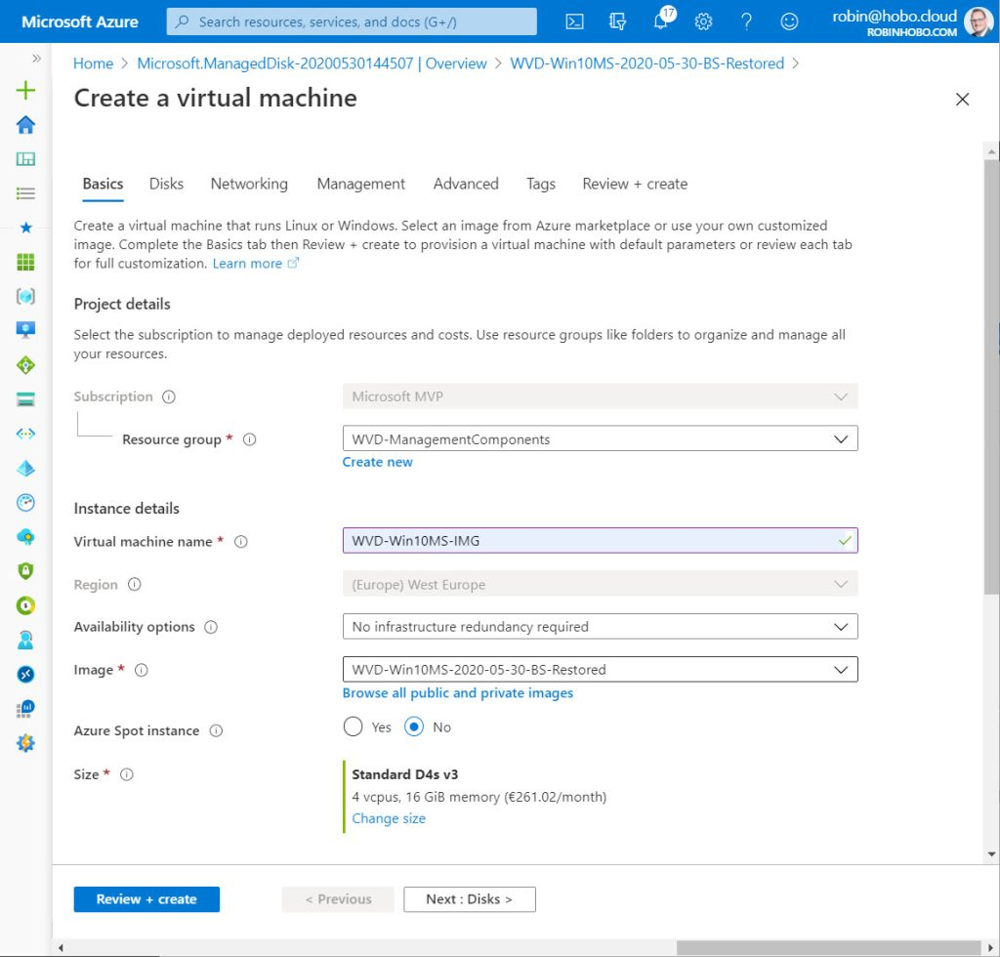 Microsoft Azure
Search resources, services, and docs (G+/)
17
robin@hobo.cloud
ROBINHOBO.COM
Home > Microsoft.ManagedDisk-20200530144507 | Overview > WVD-Win10MS-2020-05-30-BS-Restored >
Create a virtual machine
Basics Disks Networking Management Advanced Tags Review + create
Create a virtual machine that runs Linux or Windows. Select an image from Azure marketplace or use your own customized
image. Complete the Basics tab then Review + create to provision a virtual machine with default parameters or review each tab
for full customization. Learn more
Project details
Select the subscription to manage deployed resources and costs. Use resource groups like folders to organize and manage all
your resources.
Subscription Microsoft MVP
Resource group * WVD-ManagementComponents
Create new
Instance details
Virtual machine name * WVD-Win10MS-IMG
Region (Europe) West Europe
Availability options No infrastructure redundancy required
Image * WVD-Win10MS-2020-05-30-BS-Restored
Browse all public and private images
Azure Spot instance Yes No
Size * Standard D4s v3
4 vcpus, 16 GiB memory (€261.02/month)
Change size
Review + create < Previous Next : Disks >